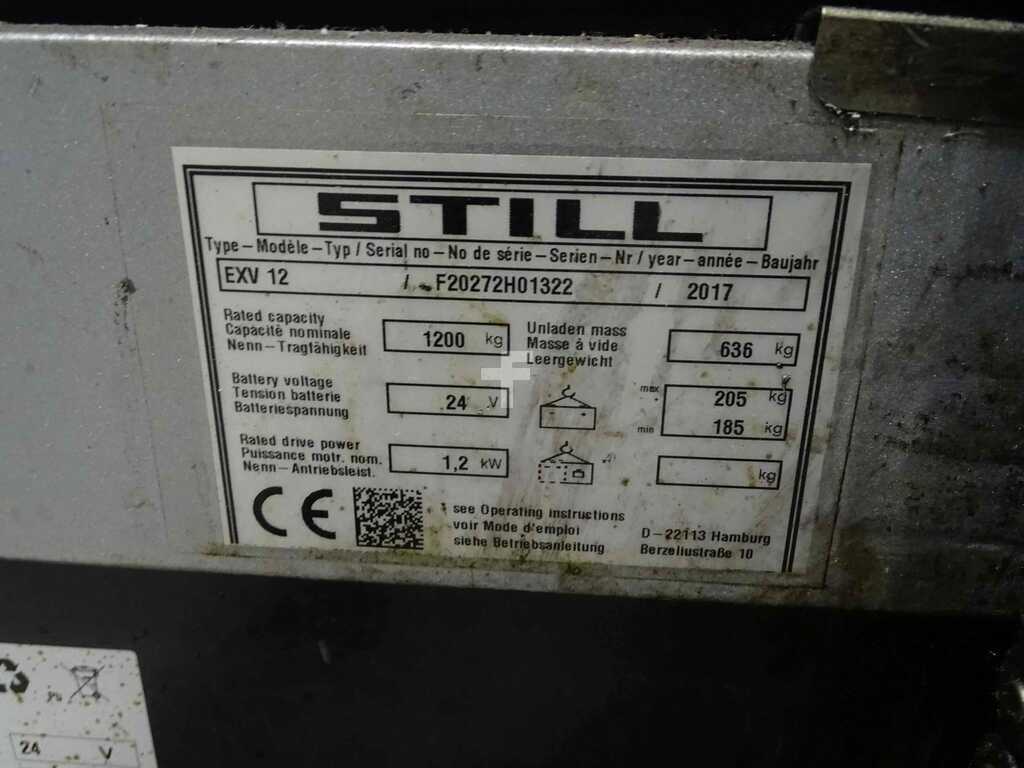 STILL
Type – Modèle – Typ / Serial no – No de série – Serien – Nr / year – année – Baujahr
EXV 12 / F20272H01322 / 2017
Rated capacity
Capacité nominale
Nenn – Tragfähigkeit
1200 kg
Unladen mass
Masse à vide
Leergewicht
636 kg
Battery voltage
Tension batterie
Batteriespannung
24 V
max 205 kg
min 185 kg
Rated drive power
Puissance motr. nom.
Nenn – Antriebsleist.
1,2 kW
kg
CE
* see Operating instructions
voir Mode d'emploi
siehe Betriebsanleitung
D – 22113 Hamburg
Berzeliusstraße 10
24 V